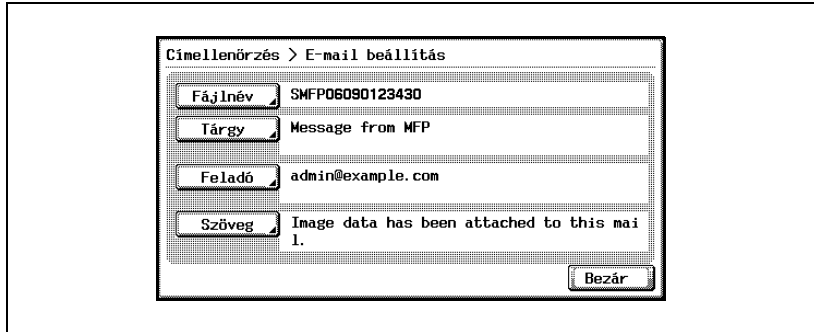 Címellenőrzés > E-mail beállítás
Fájlnév SMFP06090123430
Tárgy Message from MFP
Feladó admin@example.com
Szöveg Image data has been attached to this mai
l.
Bezár